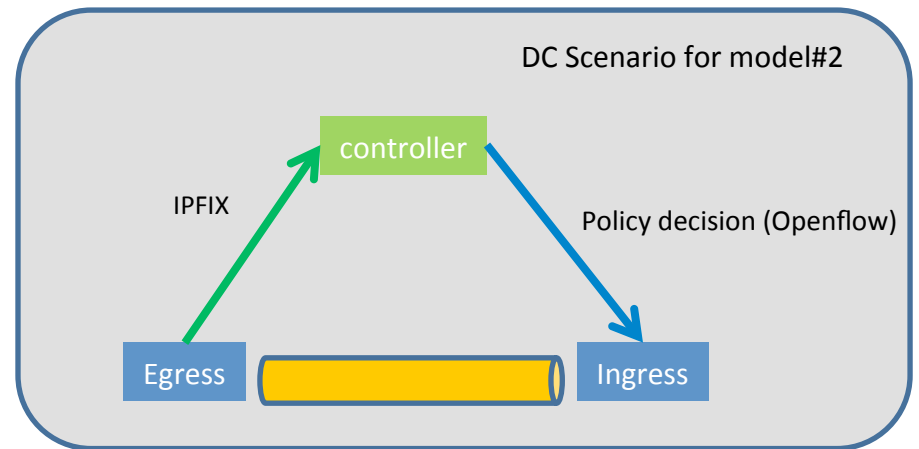 DC Scenario for model#2
controller
IPFIX
Policy decision (Openflow)
Egress
Ingress